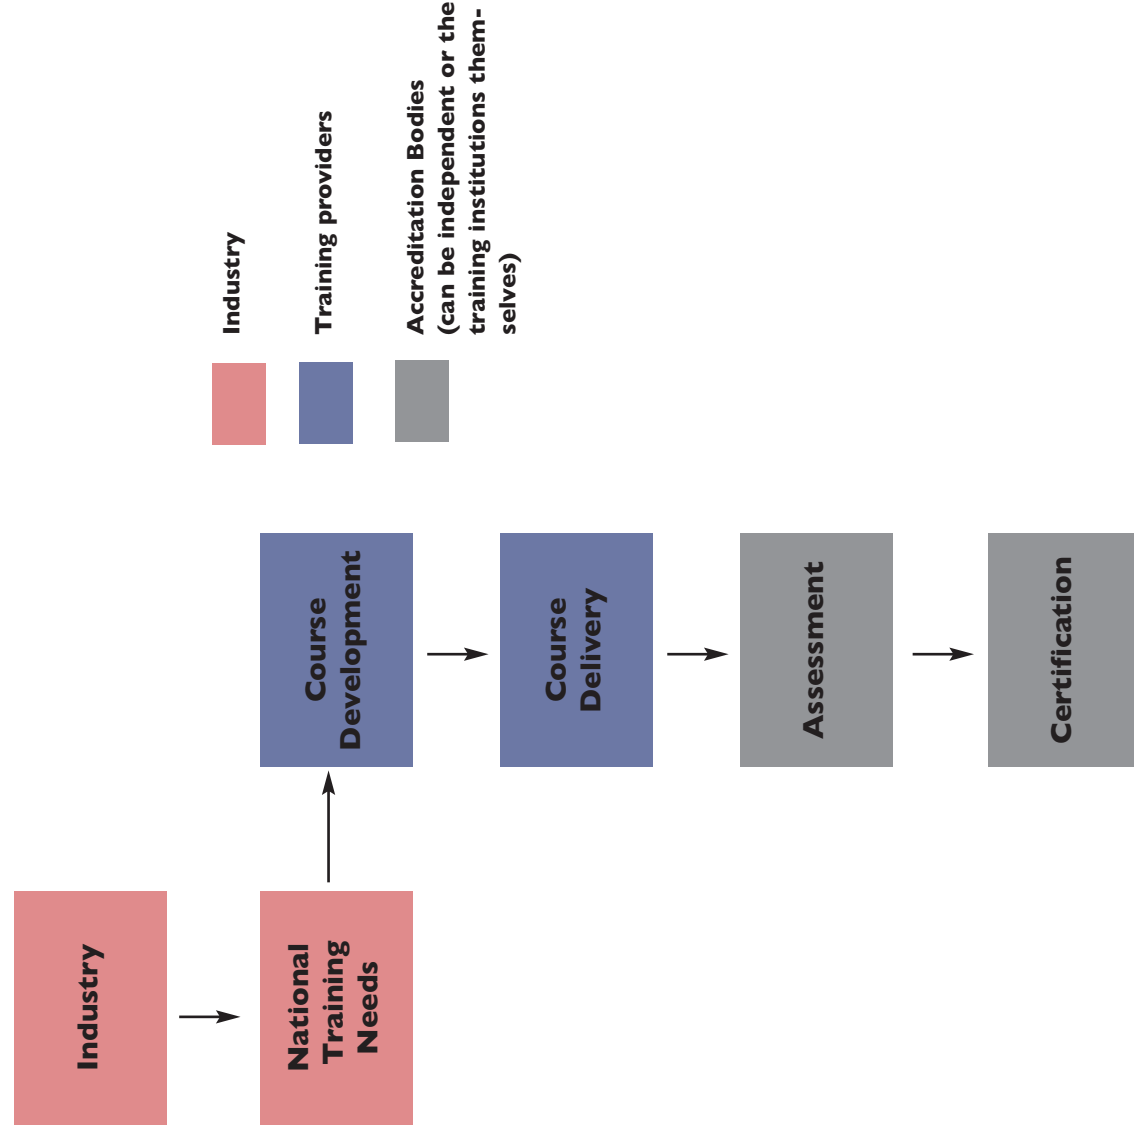 Industry
National
Training
Needs
Course
Development
Course
Delivery
Assessment
Certification
Industry
Training providers
Accreditation Bodies
(can be independent or the
training institutions them-
selves)